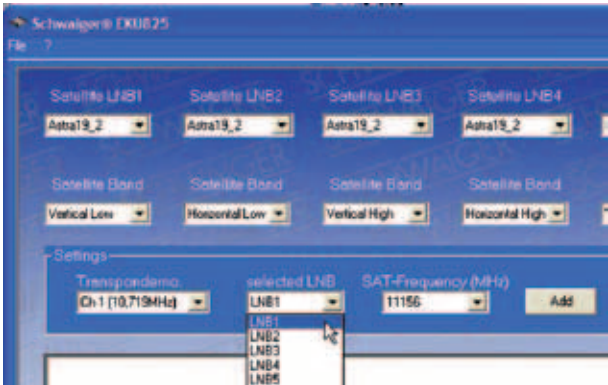 Schwaiger® DKU825
File ?
Satellite LNB1 Satellite LNB2 Satellite LNB3 Satellite LNB4
Astra19_2 Astra19_2 Astra19_2 Astra19_2
Satellite Band Satellite Band Satellite Band Satellite Band
Vertical Low Horizontal Low Vertical High Horizontal High
Settings
Transponderno. selected LNB SAT-Frequency (MHz)
Ch 1 (10,719MHz) LNB1 11156 Add
LNB1
LNB2
LNB3
LNB4
LNB5